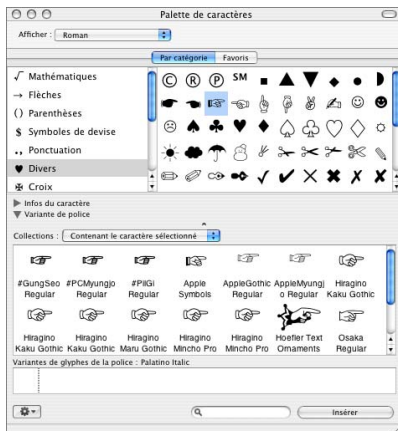 Palette de caractères
Afficher : Roman
Par catégorie Favoris
√ Mathématiques
→ Flèches
() Parenthèses
$ Symboles de devise
., Ponctuation
♥ Divers
✠ Croix
© ® ℗ SM
Infos du caractère
Variante de police
Collections : Contenant le caractère sélectionné
#GungSeo #PCMyungjo #PilGi Apple AppleGothic AppleMyungj Hiragino
Regular Regular Regular Symbols Regular o Regular Kaku Gothic
Hiragino Hiragino Hiragino Hiragino Hiragino Hoefler Text Osaka
Kaku Gothic Kaku Gothic Maru Gothic Mincho Pro Mincho Pro Ornaments Regular
Variantes de glyphes de la police : Palatino Italic
Insérer